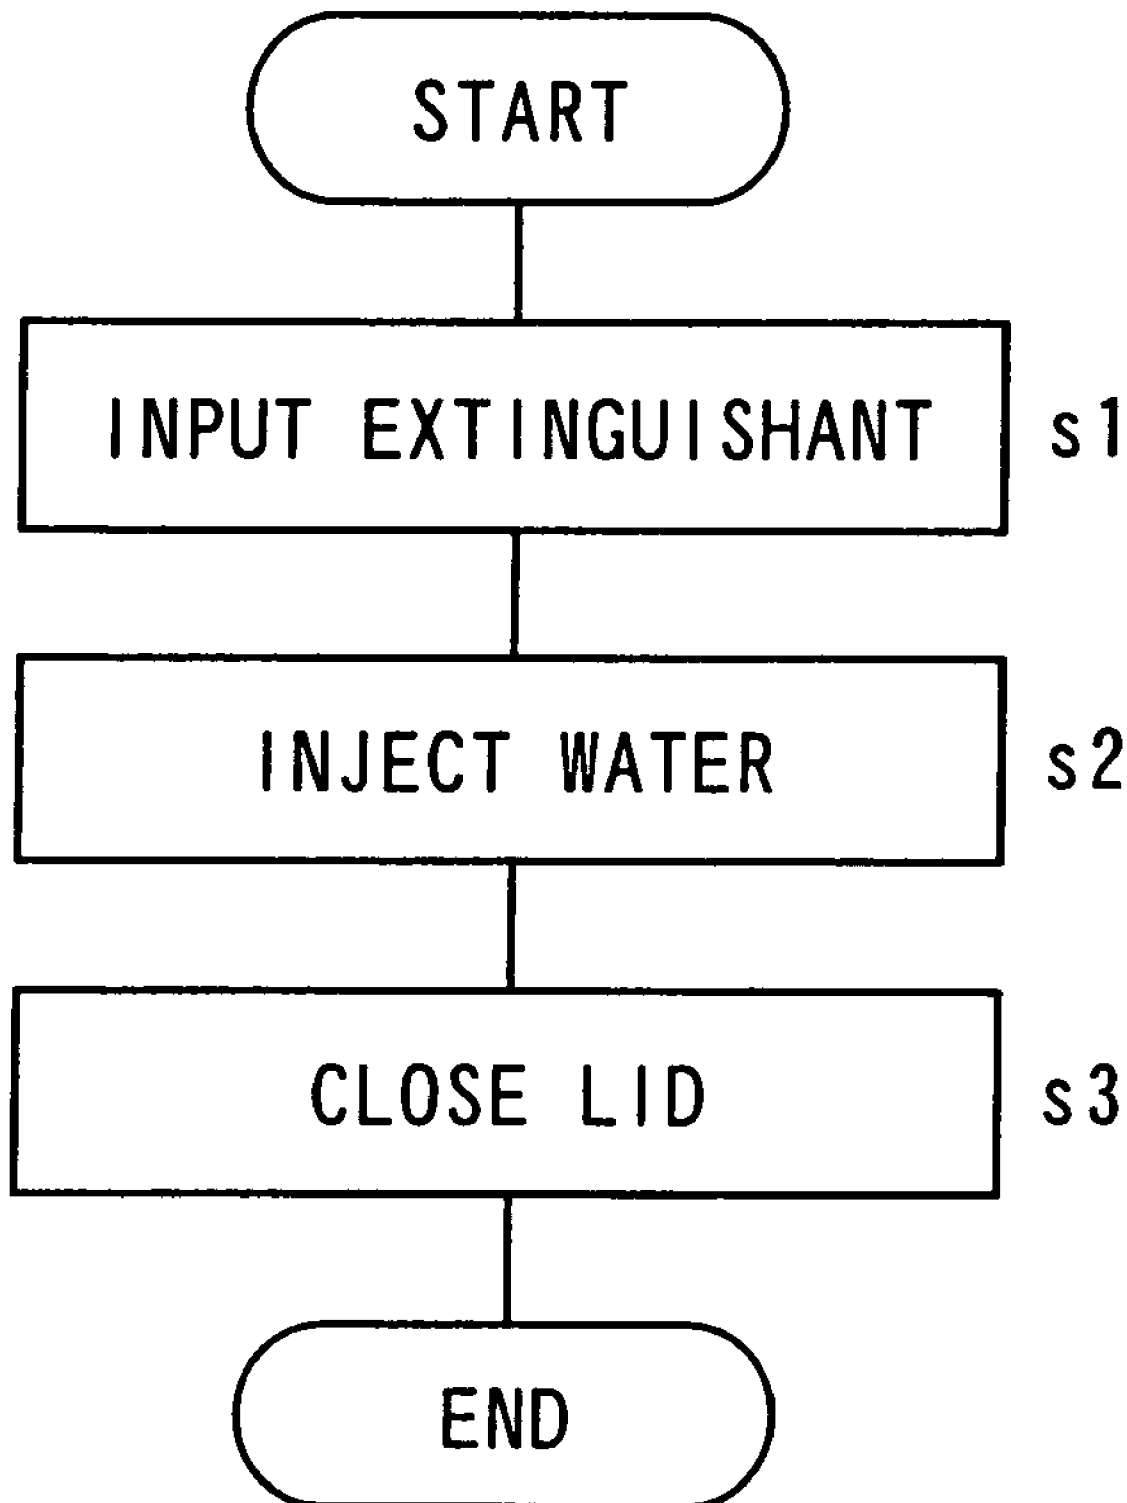 START
INPUT EXTINGUISHANT s1
INJECT WATER s2
CLOSE LID s3
END